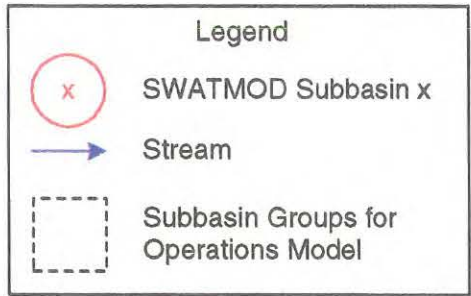 Legend
x
SWATMOD Subbasin x
Stream
Subbasin Groups for
Operations Model